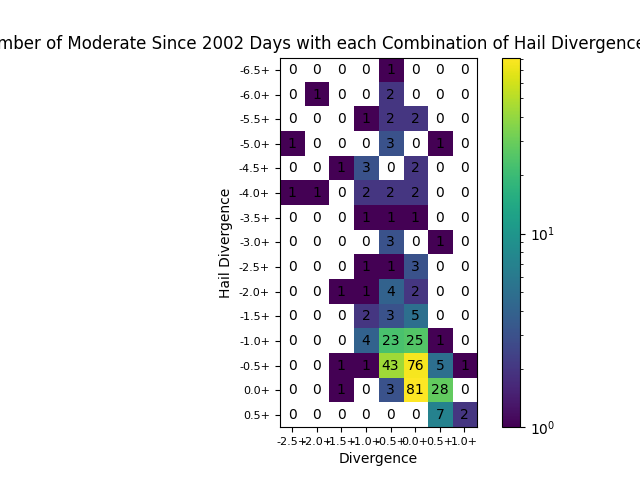 mber of Moderate Since 2002 Days with each Combination of Hail Divergence
-6.5+ 0 0 0 0 1 0 0 0
-6.0+ 0 1 0 0 2 0 0 0
-5.5+ 0 0 0 1 2 2 0 0
-5.0+ 1 0 0 0 3 0 1 0
-4.5+ 0 0 1 3 0 2 0 0
-4.0+ 1 1 0 2 2 2 0 0
-3.5+ 0 0 0 1 1 1 0 0
-3.0+ 0 0 0 0 3 0 1 0
-2.5+ 0 0 0 1 1 3 0 0
-2.0+ 0 0 1 1 4 2 0 0
-1.5+ 0 0 0 2 3 5 0 0
-1.0+ 0 0 0 4 23 25 1 0
-0.5+ 0 0 1 1 43 76 5 1
0.0+ 0 0 1 0 3 81 28 0
0.5+ 0 0 0 0 0 0 7 2
-2.5+ -2.0+ -1.5+ -1.0+ -0.5+ 0.0+ 0.5+ 1.0+
Divergence
Hail Divergence
10^1
10^0